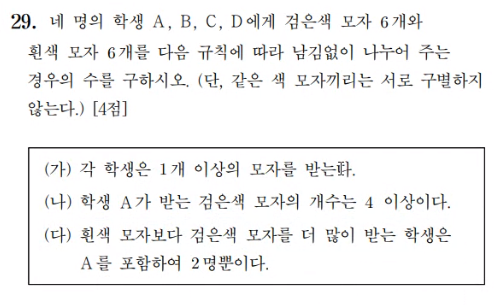 29. 네 명의 학생 A, B, C, D에게 검은색 모자 6개와
흰색 모자 6개를 다음 규칙에 따라 남김없이 나누어 주는
경우의 수를 구하시오. (단, 같은 색 모자끼리는 서로 구별하지
않는다.) [4점]
(가) 각 학생은 1개 이상의 모자를 받는다.
(나) 학생 A가 받는 검은색 모자의 개수는 4 이상이다.
(다) 흰색 모자보다 검은색 모자를 더 많이 받는 학생은
A를 포함하여 2명뿐이다.